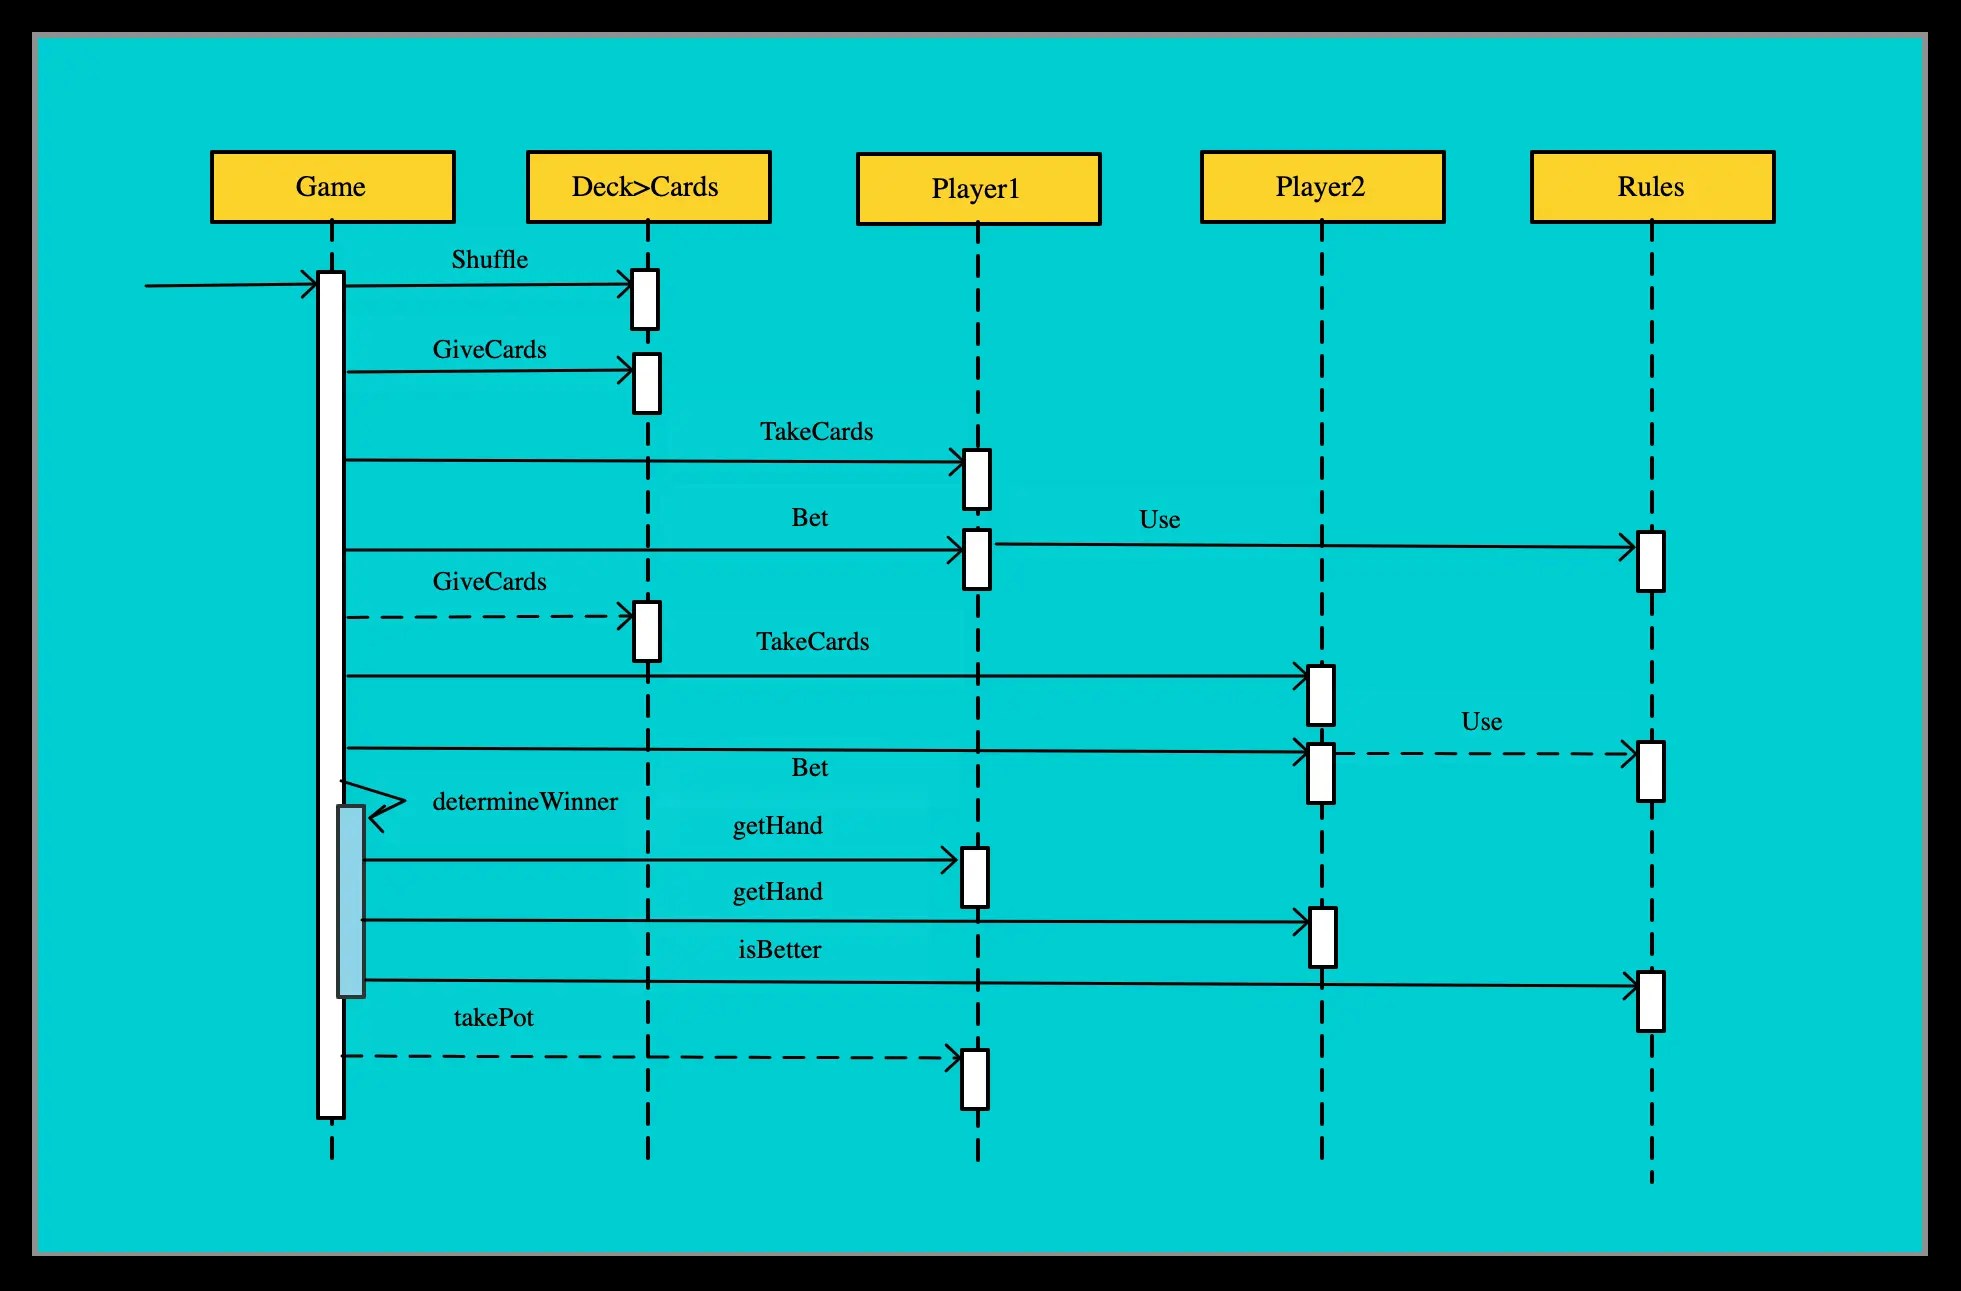 Game
Deck>Cards
Player1
Player2
Rules
Shuffle
GiveCards
TakeCards
Bet
Use
GiveCards
TakeCards
Use
Bet
determineWinner
getHand
getHand
isBetter
takePot